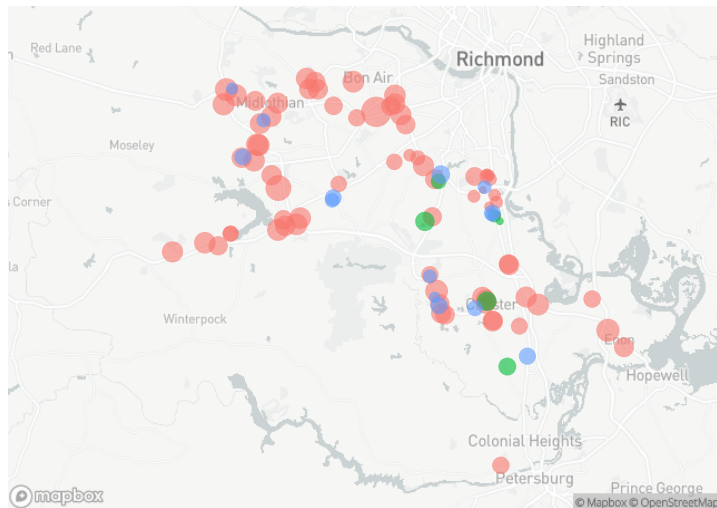 Red Lane
Richmond
Highland
Springs
Bon Air
Sandston
Midlothian
RIC
Moseley
s Corner
la
Winterpock
Chester
Enon
Hopewell
Colonial Heights
Petersburg
Prince George
mapbox
© Mapbox © OpenStreetMap